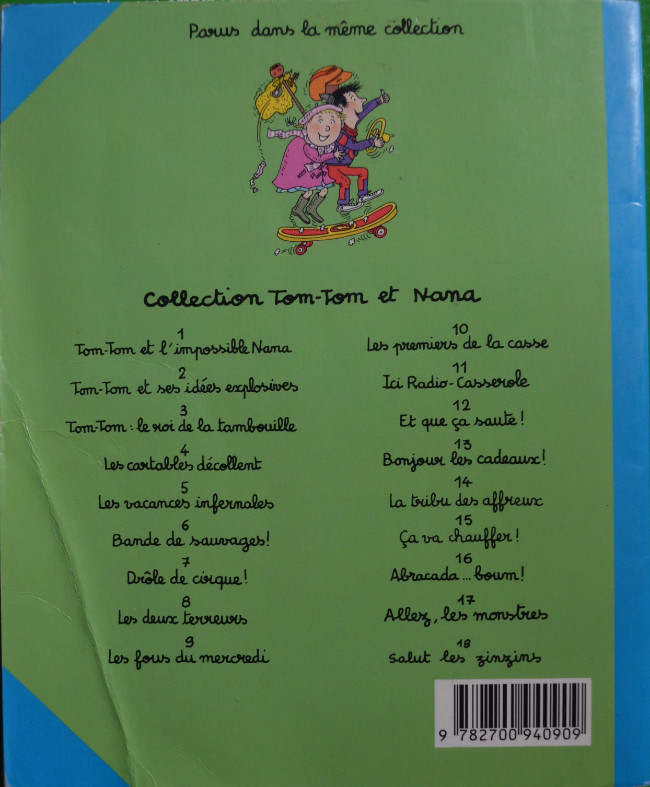 Parus dans la même collection
Collection Tom-Tom et Nana
1
Tom-Tom et l'impossible Nana
2
Tom-Tom et ses idées explosives
3
Tom-Tom : le roi de la tambouille
4
Les cartables décollent
5
Les vacances infernales
6
Bande de sauvages !
7
Drôle de cirque !
8
Les deux terreurs
9
Les fous du mercredi
10
Les premiers de la casse
11
Ici Radio-Casserole
12
Et que ça saute !
13
Bonjour les cadeaux !
14
La tribu des affreux
15
Ça va chauffer !
16
Abracada... boum !
17
Allez, les monstres
18
Salut les zinzins
9 782700 940909